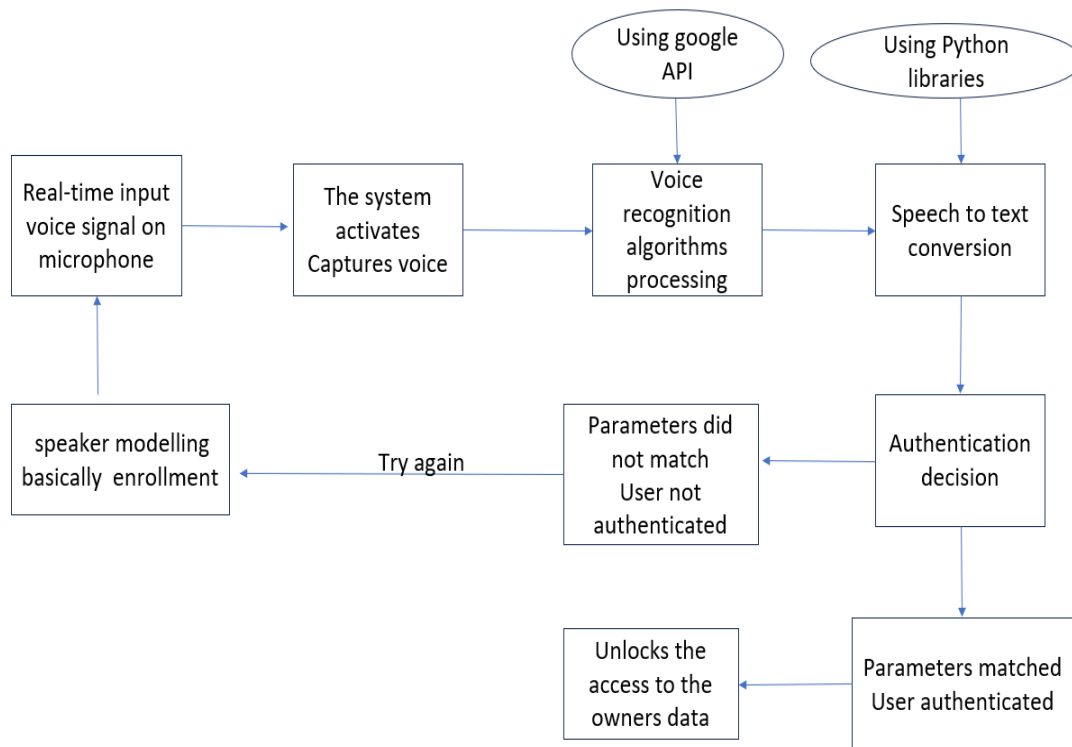 Using google
API
Using Python
libraries
Real-time input
voice signal on
microphone
The system
activates
Captures voice
Voice
recognition
algorithms
processing
Speech to text
conversion
speaker modelling
basically enrollment
Try again
Parameters did
not match
User not
authenticated
Authentication
decision
Unlocks the
access to the
owners data
Parameters matched
User authenticated